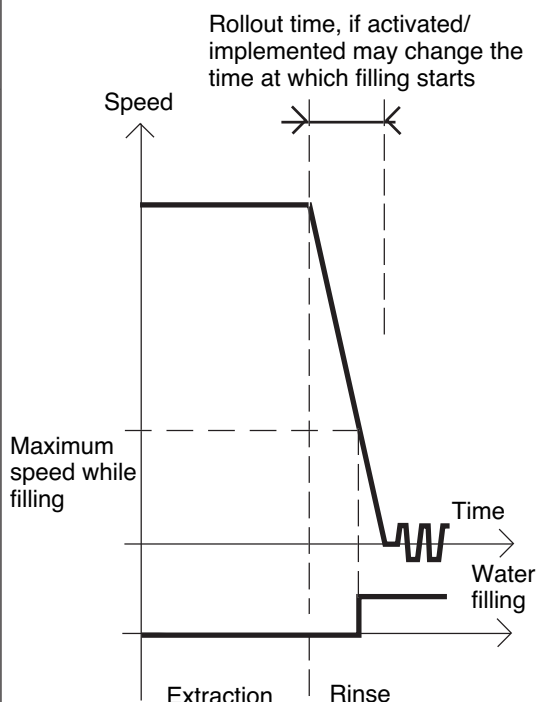 Rollout time, if activated/
implemented may change the
time at which filling starts
Speed
Maximum
speed while
filling
Time
Water
filling
Extraction
Rinse